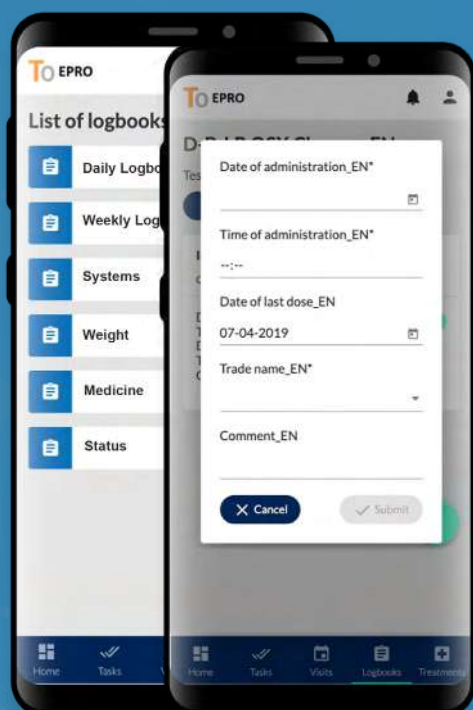 TO EPRO
List of logbooks
Daily Logbo
Weekly Log
Systems
Weight
Medicine
Status
Home
Tasks
TO EPRO
Date of administration_EN*
Time of administration_EN*
--:--
Date of last dose_EN
07-04-2019
Trade name_EN*
Comment_EN
Cancel
Submit
Home
Tasks
Visits
Logbooks
Treatments